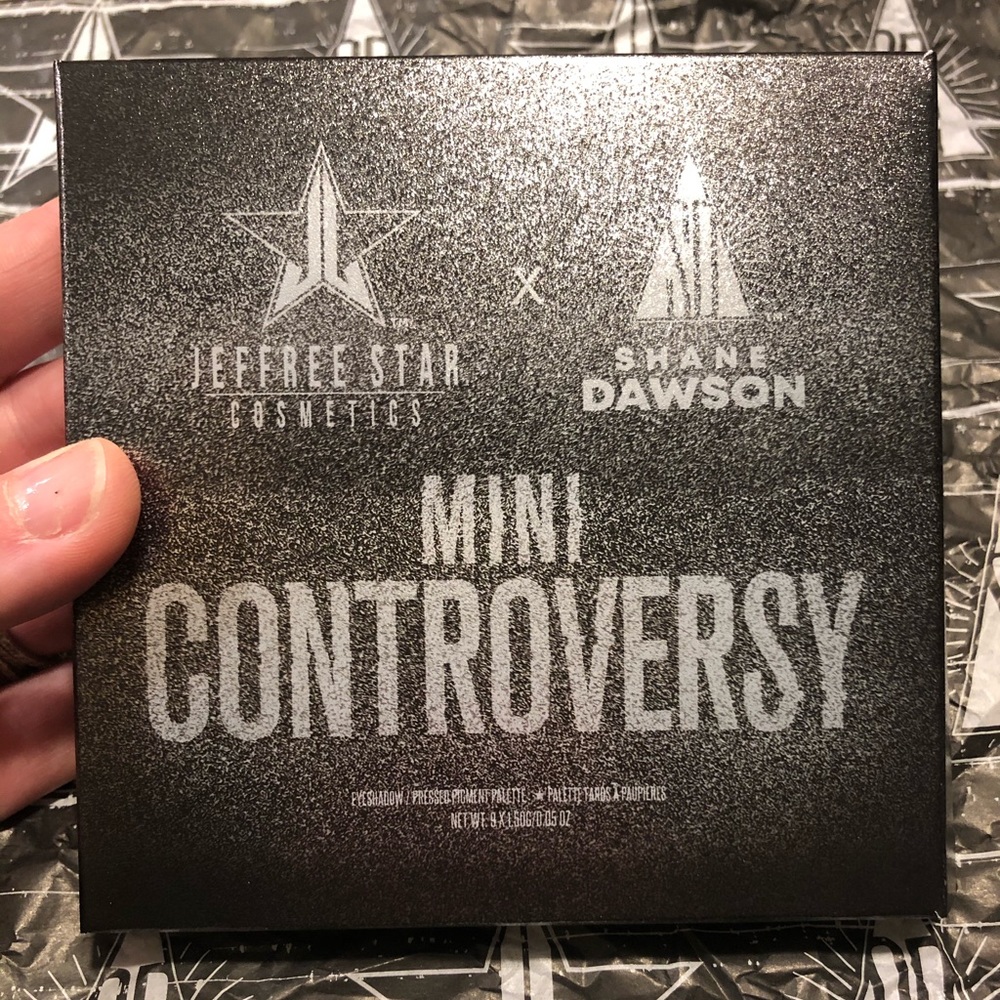 JEFFREE STAR
COSMETICS
X
SHANE
DAWSON
MINI
CONTROVERSY
EYESHADOW / PRESSED PIGMENT PALETTE ★ PALETTE FARDS À PAUPIÈRES
NET WT. 9 X 1.50G/0.05 OZ